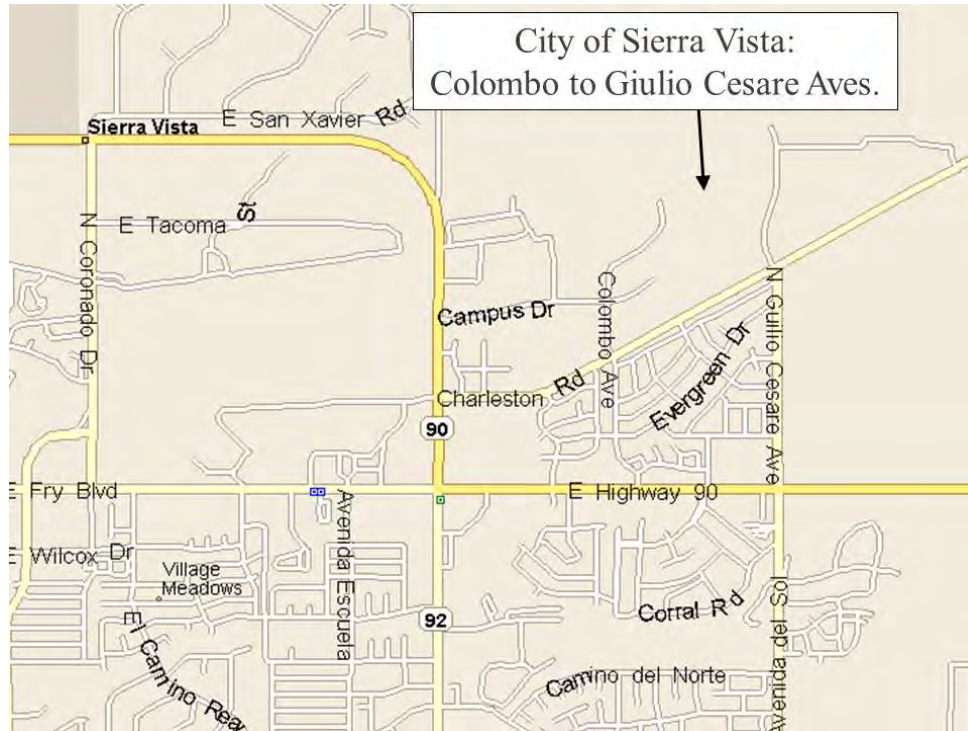 City of Sierra Vista:
Colombo to Giulio Cesare Aves.
E San Xavier Rd
Sierra Vista
E Tacoma St
N Coronado Dr
Campus Dr
Colombo Ave
N Guilio Cesare Ave
Evergreen Dr
Charleston Rd
90
E Fry Blvd
E Highway 90
Avenida Escuela
E Wilcox Dr
Village
Meadows
92
Corral Rd
El Camino Real
Camino del Norte
Avenida del Sol